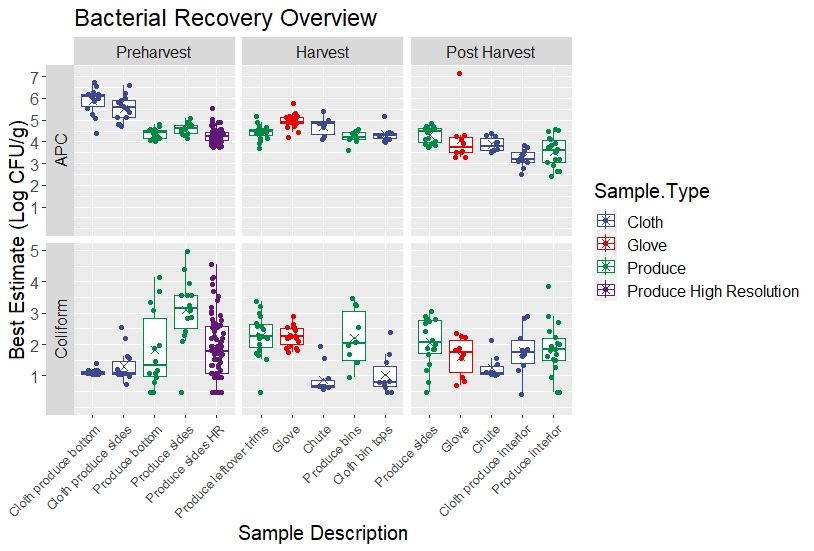 Bacterial Recovery Overview
Preharvest
Harvest
Post Harvest
Best Estimate (Log CFU/g)
APC
7
6
5
4
3
2
1
Coliform
5
4
3
2
1
Cloth produce bottom
Cloth produce sides
Produce bottom
Produce sides
Produce sides HR
Produce leftover trims
Glove
Chute
Produce bins
Cloth bin tops
Produce sides
Glove
Chute
Cloth produce interior
Produce interior
Sample Description
Sample.Type
Cloth
Glove
Produce
Produce High Resolution